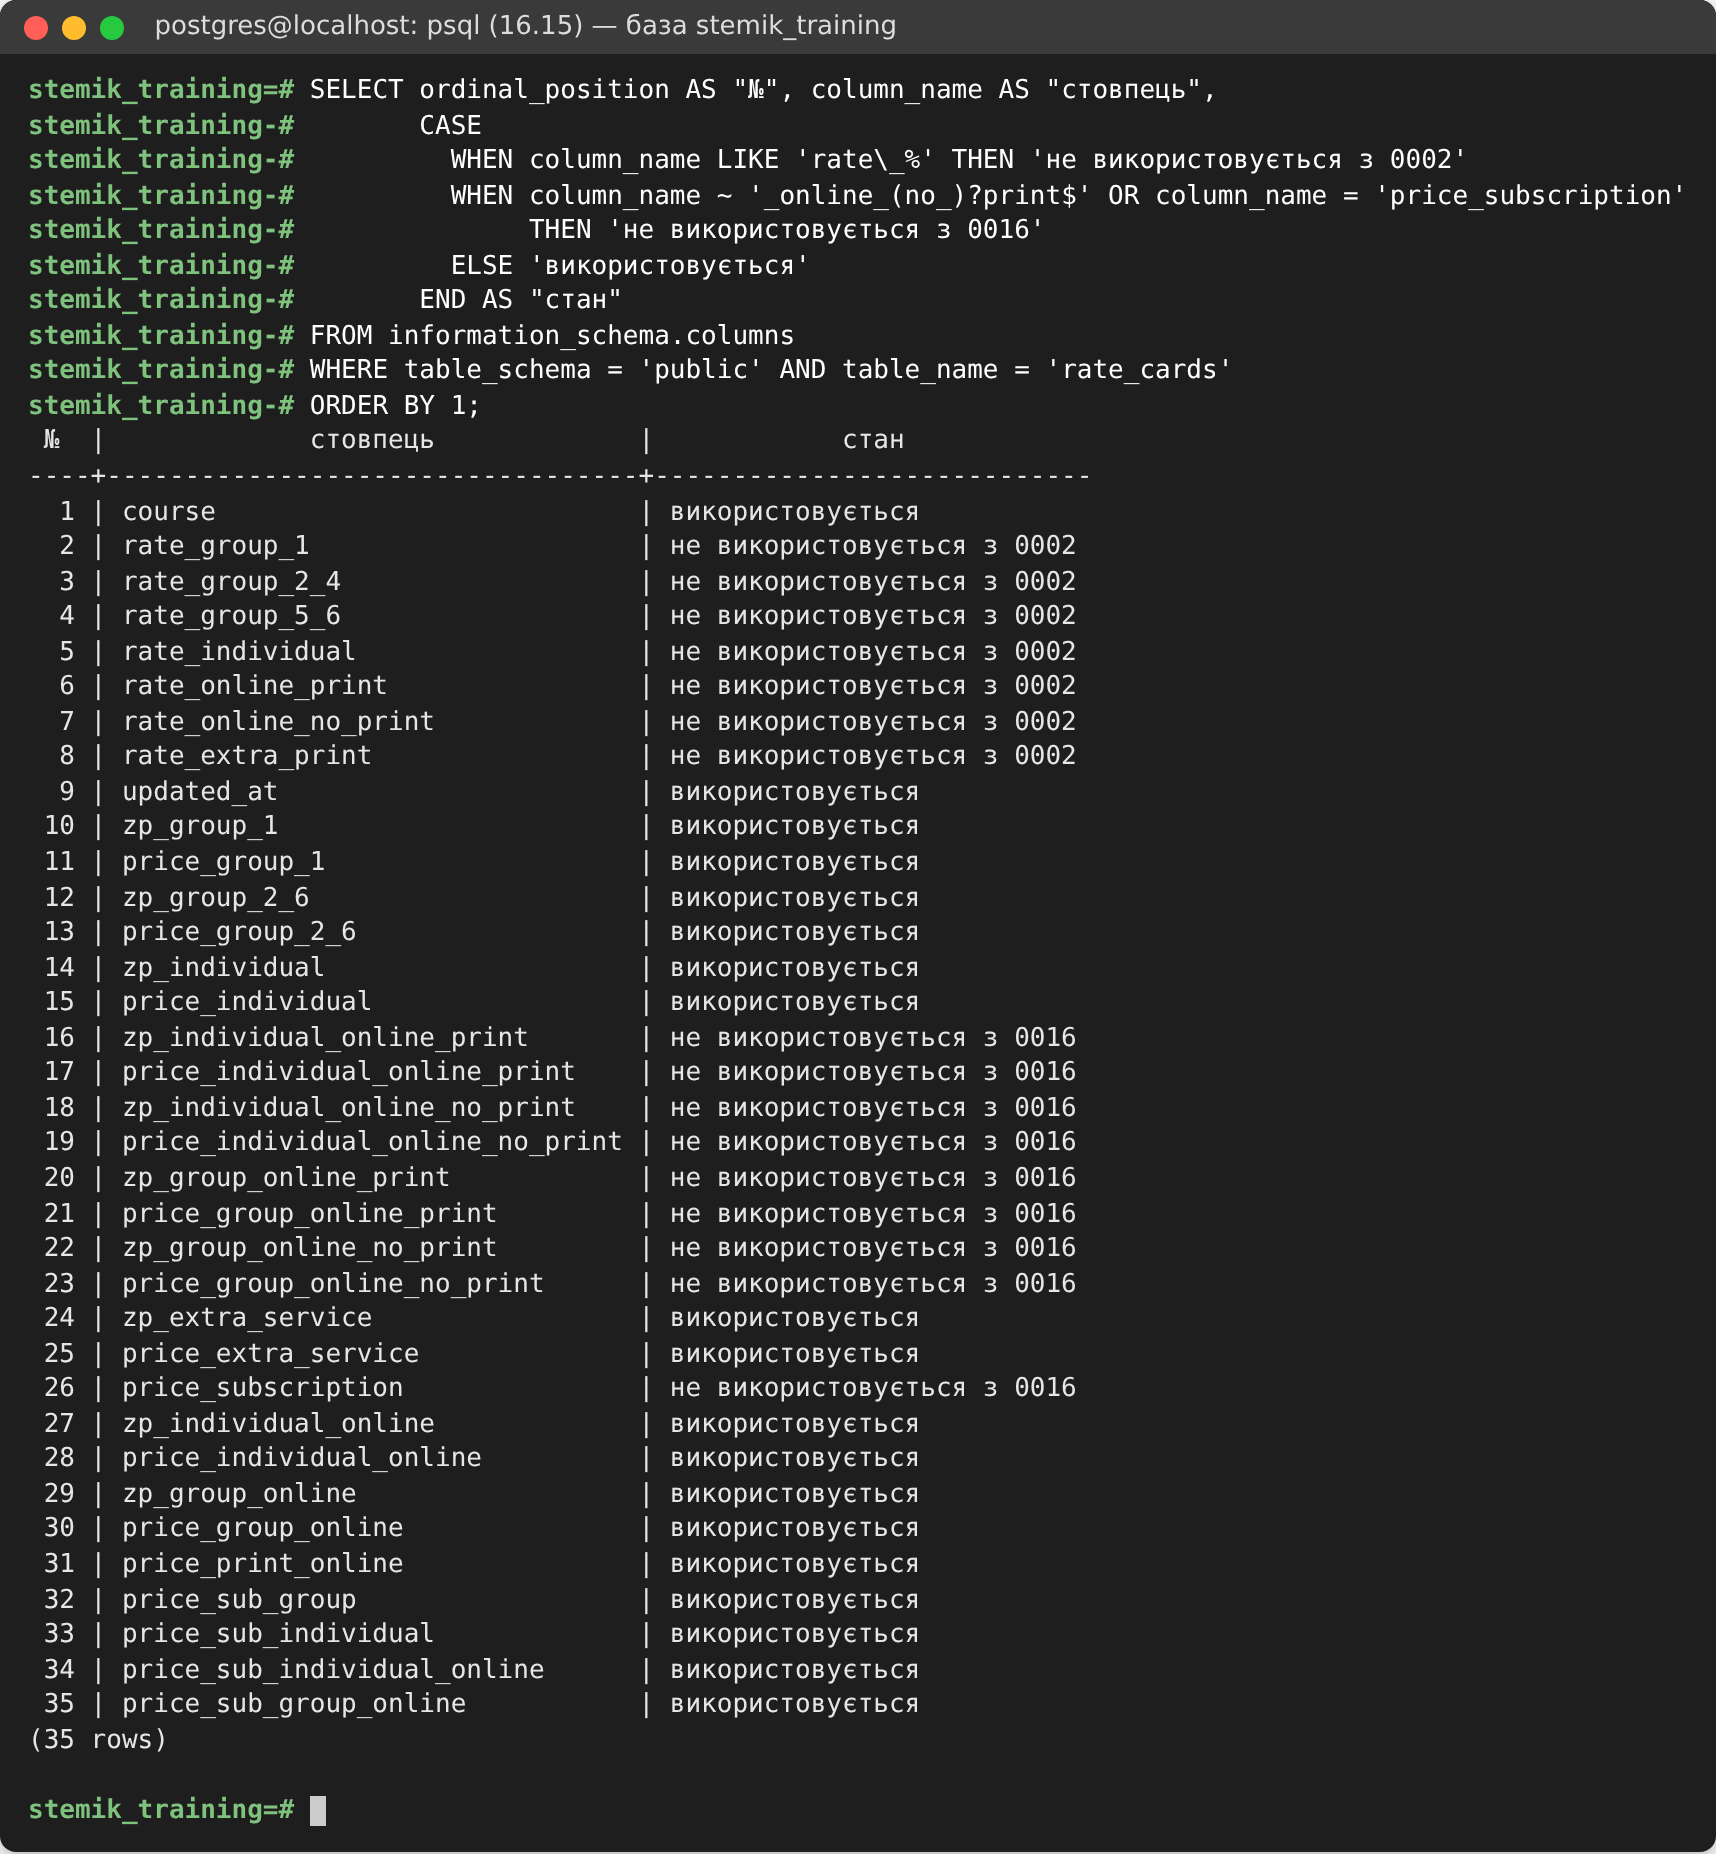 postgres@localhost: psql (16.15) — база stemik_training
stemik_training=# SELECT ordinal_position AS "№", column_name AS "стовпець",
stemik_training-#        CASE
stemik_training-#          WHEN column_name LIKE 'rate\_%' THEN 'не використовується з 0002'
stemik_training-#          WHEN column_name ~ '_online_(no_)?print$' OR column_name = 'price_subscription'
stemik_training-#               THEN 'не використовується з 0016'
stemik_training-#          ELSE 'використовується'
stemik_training-#        END AS "стан"
stemik_training-# FROM information_schema.columns
stemik_training-# WHERE table_schema = 'public' AND table_name = 'rate_cards'
stemik_training-# ORDER BY 1;
 №  |             стовпець             |            стан
----+----------------------------------+----------------------------
  1 | course                           | використовується
  2 | rate_group_1                     | не використовується з 0002
  3 | rate_group_2_4                   | не використовується з 0002
  4 | rate_group_5_6                   | не використовується з 0002
  5 | rate_individual                  | не використовується з 0002
  6 | rate_online_print                | не використовується з 0002
  7 | rate_online_no_print             | не використовується з 0002
  8 | rate_extra_print                 | не використовується з 0002
  9 | updated_at                       | використовується
 10 | zp_group_1                       | використовується
 11 | price_group_1                    | використовується
 12 | zp_group_2_6                     | використовується
 13 | price_group_2_6                  | використовується
 14 | zp_individual                    | використовується
 15 | price_individual                 | використовується
 16 | zp_individual_online_print       | не використовується з 0016
 17 | price_individual_online_print    | не використовується з 0016
 18 | zp_individual_online_no_print    | не використовується з 0016
 19 | price_individual_online_no_print | не використовується з 0016
 20 | zp_group_online_print            | не використовується з 0016
 21 | price_group_online_print         | не використовується з 0016
 22 | zp_group_online_no_print         | не використовується з 0016
 23 | price_group_online_no_print      | не використовується з 0016
 24 | zp_extra_service                 | використовується
 25 | price_extra_service              | використовується
 26 | price_subscription               | не використовується з 0016
 27 | zp_individual_online             | використовується
 28 | price_individual_online          | використовується
 29 | zp_group_online                  | використовується
 30 | price_group_online               | використовується
 31 | price_print_online               | використовується
 32 | price_sub_group                  | використовується
 33 | price_sub_individual             | використовується
 34 | price_sub_individual_online      | використовується
 35 | price_sub_group_online           | використовується
(35 rows)
stemik_training=#